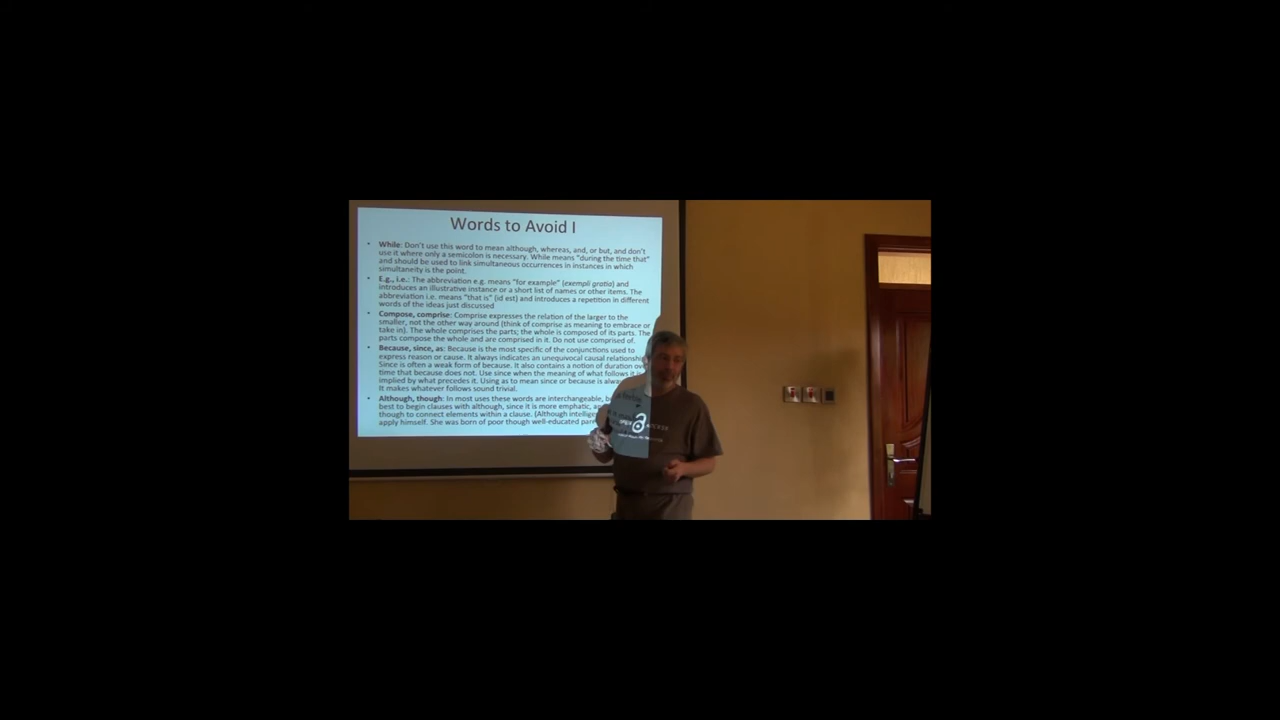 Words to Avoid I
• While: Don't use this word to mean although, whereas, and, or but, and don't
use it where only a semicolon is necessary. While means "during the time that"
and should be used to link simultaneous occurrences in instances in which
simultaneity is the point.
• E.g., i.e.: The abbreviation e.g. means "for example" (exempli gratia) and
introduces an illustrative instance or a short list of names or other items. The
abbreviation i.e. means "that is" (id est) and introduces a repetition in different
words of the ideas just discussed
• Compose, comprise: Comprise expresses the relation of the larger to the
smaller, not the other way around (think of comprise as meaning to embrace or
take in). The whole comprises the parts; the whole is composed of its parts. The
parts compose the whole and are comprised in it. Do not use comprised of.
• Because, since, as: Because is the most specific of the conjunctions used to
express reason or cause. It always indicates an unequivocal causal
Since is often a weak form of because. It also contains a notion of duration
time that because does not. Use since when the meaning of what follows it is
implied by what precedes it. Using as to mean since or because is
It makes whatever follows sound trivial.
• Although, though: In most uses these words are interchangeable,
best to begin clauses with although, since it is more emphatic,
though to connect elements within a clause. (Although
apply himself. She was born of poor though well-educated
ACCESS